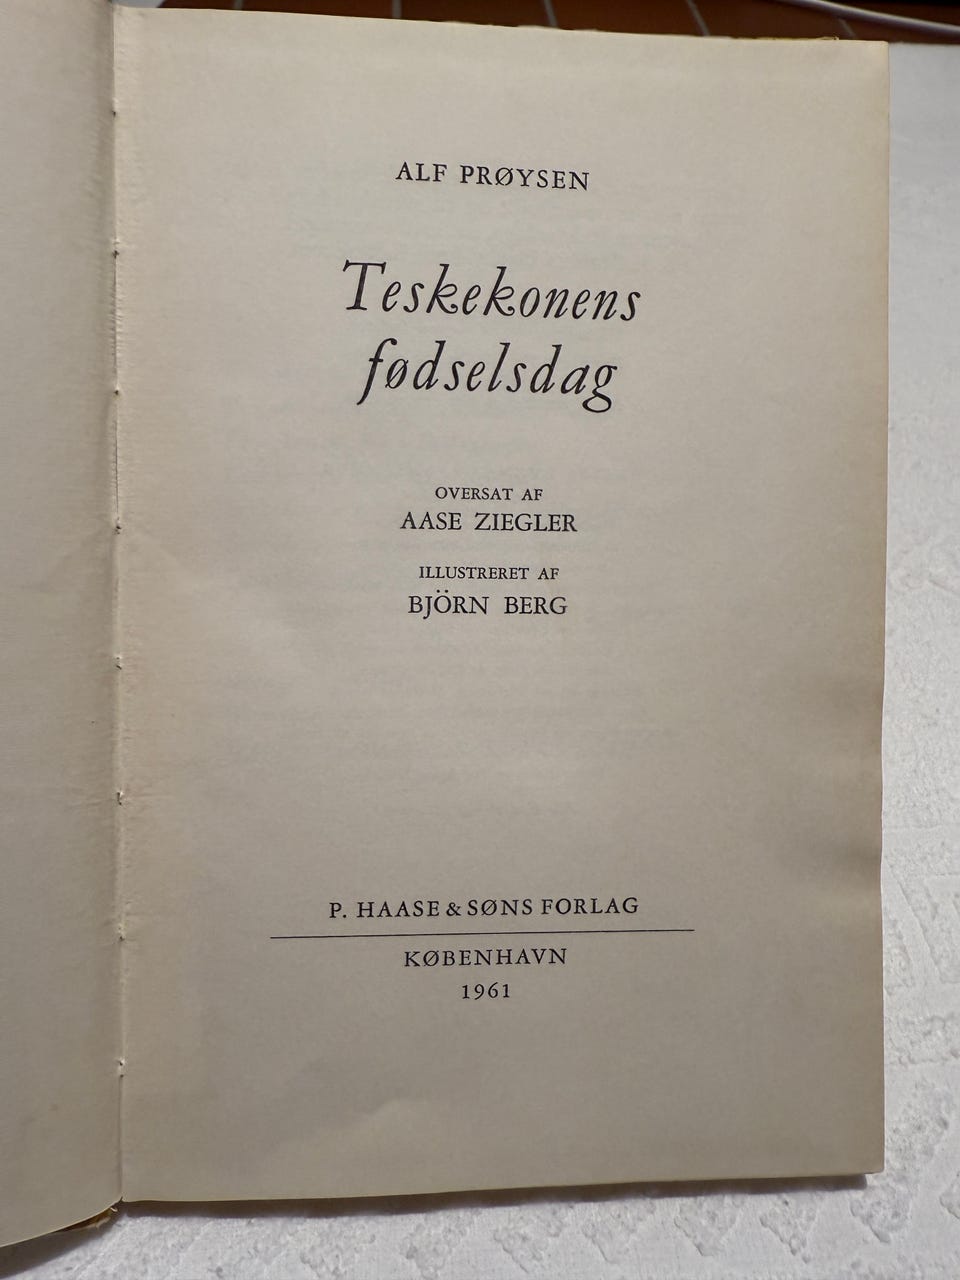 ALF PRØYSEN
Teskekonens
fødselsdag
OVERSAT AF
AASE ZIEGLER
ILLUSTRERET AF
BJÖRN BERG
P. HAASE & SØNS FORLAG
KØBENHAVN
1961